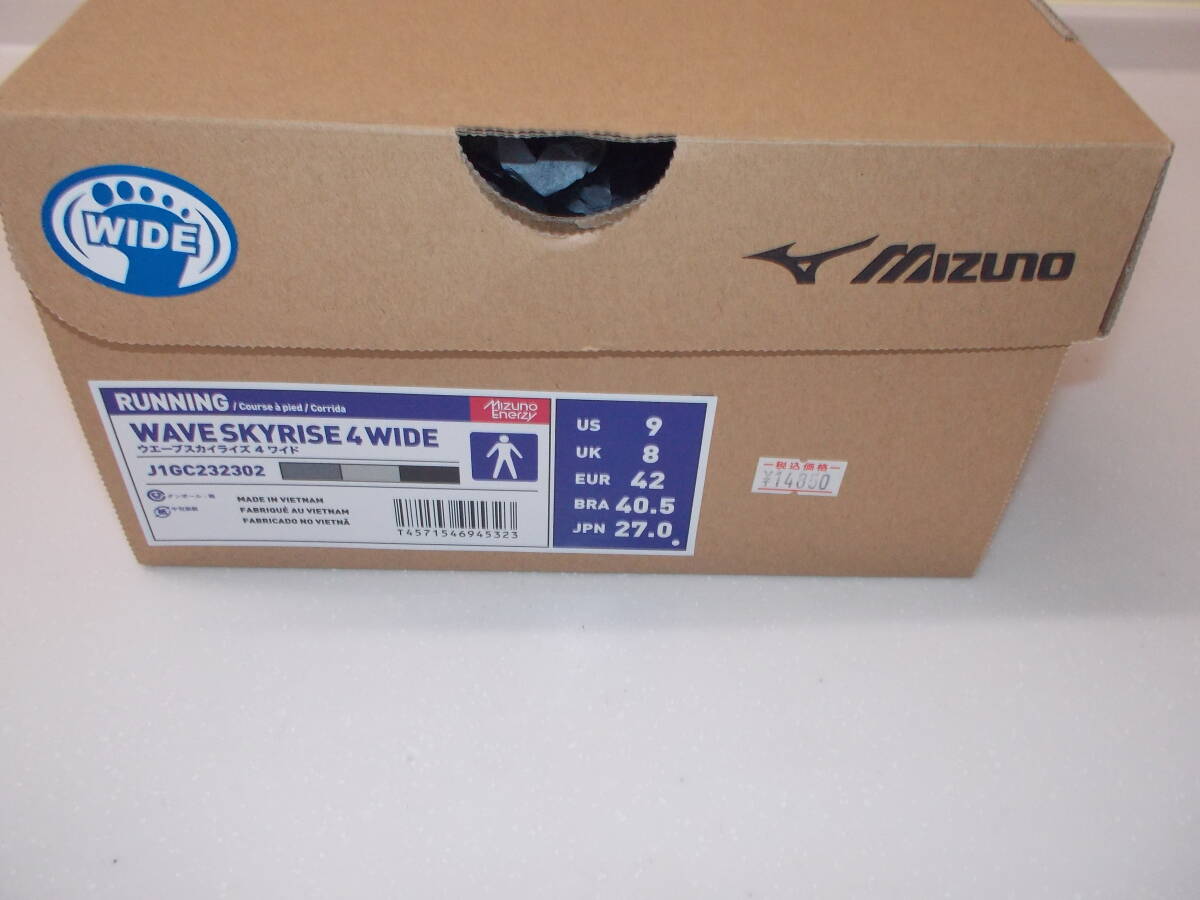 WIDE
MIZUNO
RUNNING / Course à pied / Corrida
Mizuno Enerzy
WAVE SKYRISE 4 WIDE
ウエーブスカイライズ 4 ワイド
J1GC232302
MADE IN VIETNAM
FABRIQUÉ AU VIETNAM
FABRICADO NO VIETNÃ
T4571546945323
US 9
UK 8
EUR 42
BRA 40.5
JPN 27.0
税込価格